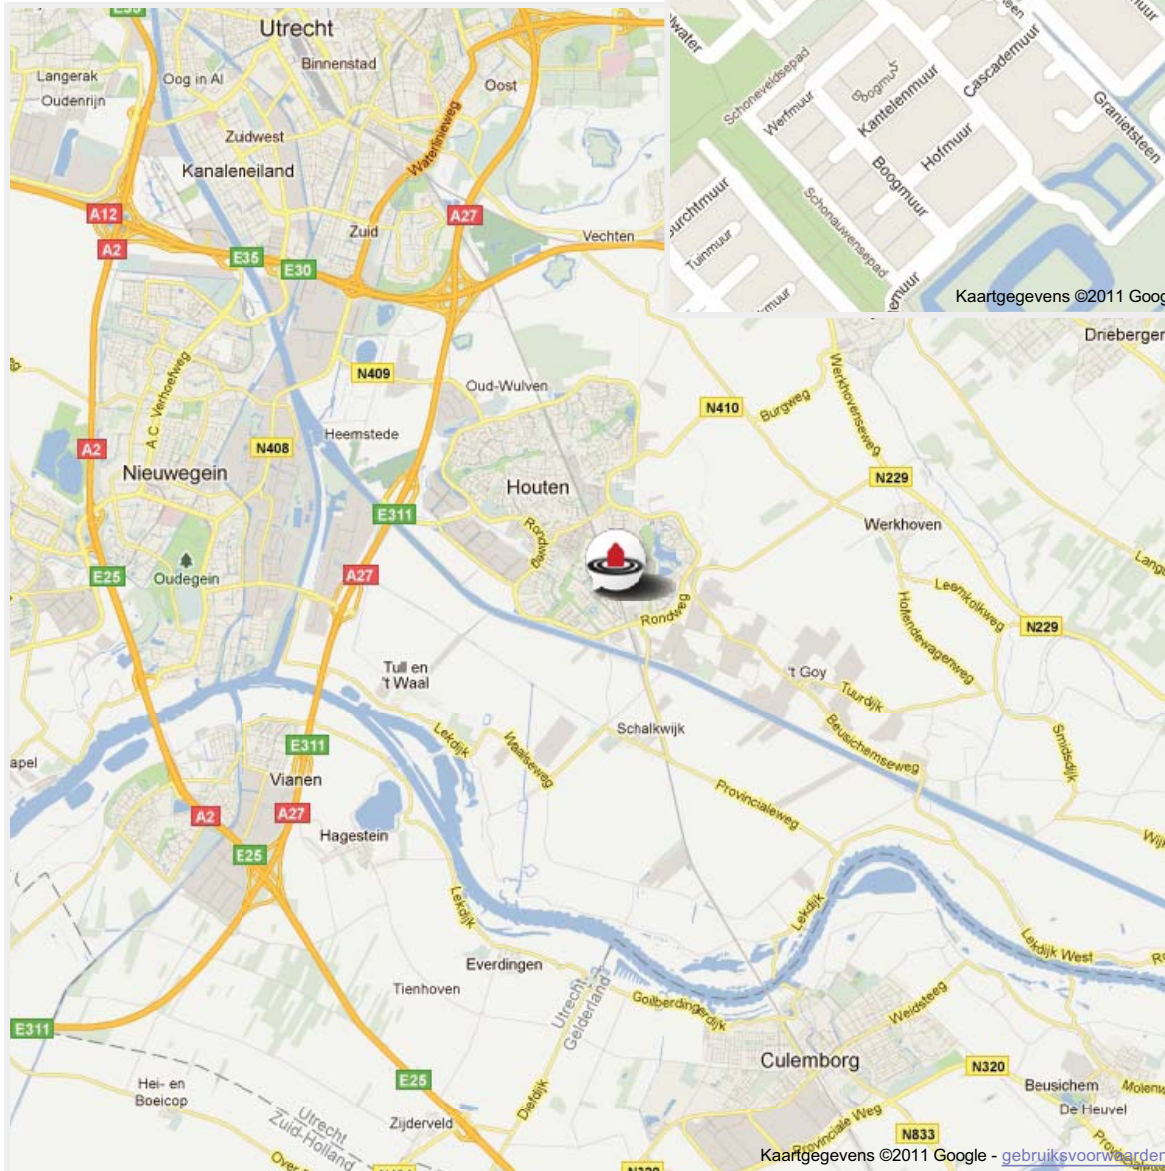 E35
Utrecht
Binnenstad
Langerak
Oog in Al
Oudenrijn
Oost
Waterlinieweg
Zuidwest
Kanaleneiland
A12
A2
A27
Zuid
Vechten
E35
E30
Schoneveldsepad
Werfmuur
Boogmuur
Kantelenmuur
Cascademuur
Granietsteen
Hofmuur
Boogmuur
Schonauwensepad
Tuinmuur
Kaartgegevens ©2011 Goog
Drieberger
N409
Oud-Wulven
N410
Burgweg
Werkhovenseweg
A.C. Verhoefweg
A2
N408
Heemstede
Nieuwegein
Houten
N229
E311
Rondweg
Werkhoven
E25
Oudegein
A27
Leemkolkweg
Hollendewagenweg
N229
Rondweg
Tull en
't Waal
't Goy
Tuurdijk
Beusichemseweg
Smidsdijk
Schalkwijk
Lekdijk
Waalseweg
E311
apel
Vianen
Provincialeweg
A2
A27
Hagestein
E25
Lekdijk
Lekdijk
Lekdijk West
Everdingen
Tienhoven
Utrecht
Gelderland
Goilberdingerdijk
Weidsteeg
E311
Culemborg
N320
Beusichem
De Heuvel
Hei- en
Boeicop
E25
Diefdijk
Zijderveld
Utrecht
Zuid-Holland
Provinciale Weg
N833
N320
Kaartgegevens ©2011 Google - gebruiksvoorwaarden